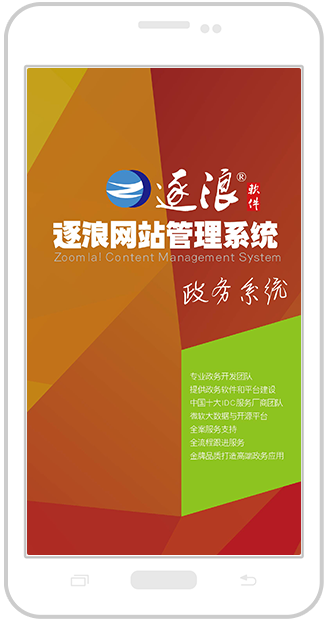 逐浪®
软件
逐浪网站管理系统
Zoomlal Content Management System
政务系统
专业政务开发团队
提供政务软件和平台建设
中国十大IDC服务厂商团队
微软大数据与开源平台
全案服务支持
全流程跟进服务
金牌品质打造高端政务应用